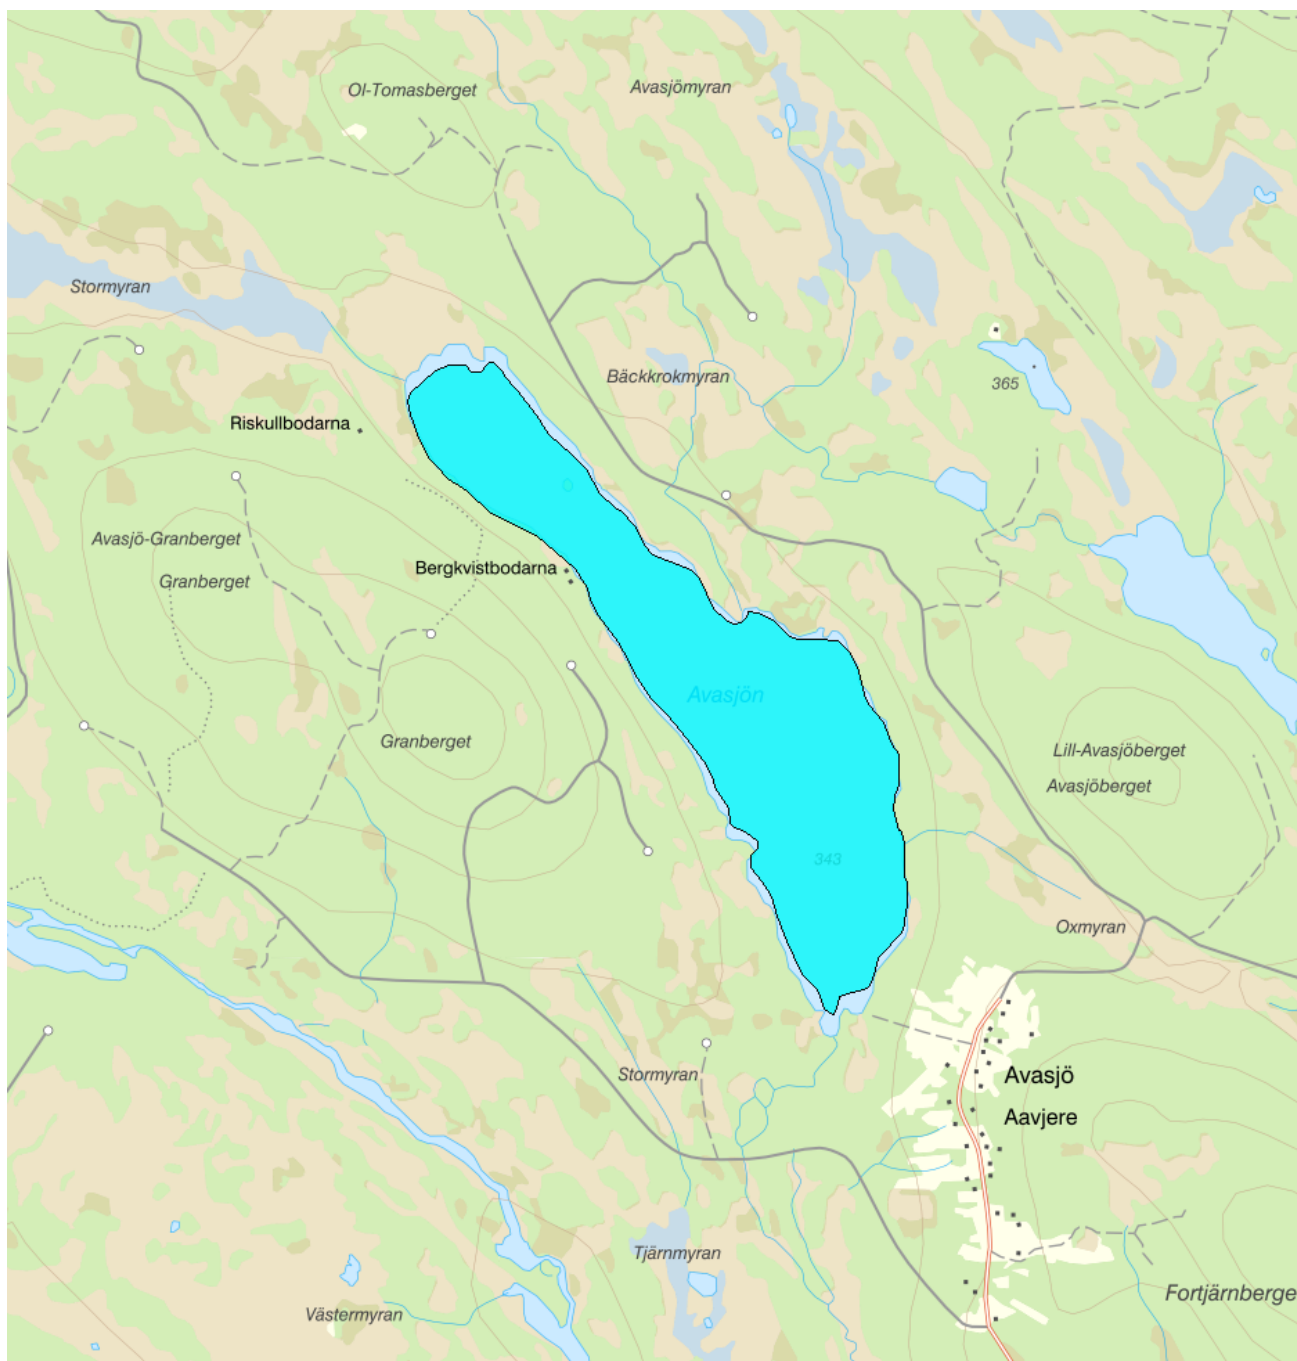 Ol-Tomasberget
Avasjömyran
Stormyran
Bäckkrokmyran
365
Riskullbodarna
Avasjö-Granberget
Granberget
Bergkvistbodarna
Avasjön
Granberget
Lill-Avasjöberget
Avasjöberget
343
Oxmyran
Stormyran
Avasjö
Aavjere
Tjärnmyran
Västermyran
Fortjärnberge